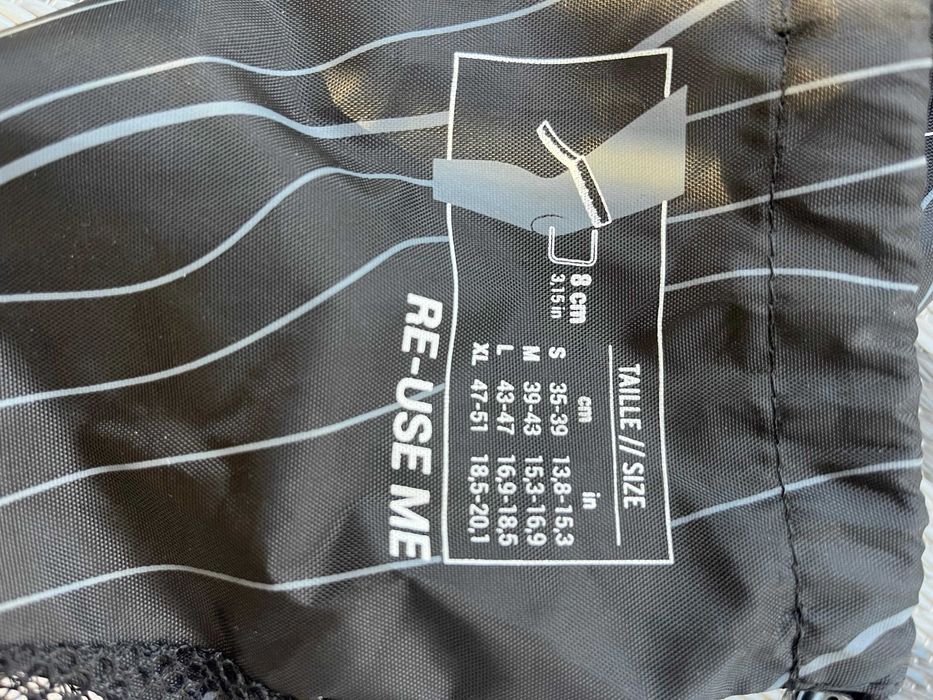 8 cm
3,15 in
TAILLE // SIZE
cm in
S 35-39 13,8-15,3
M 39-43 15,3-16,9
L 43-47 16,9-18,5
XL 47-51 18,5-20,1
RE-USE ME